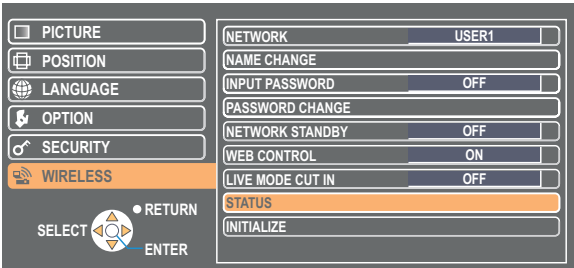 PICTURE
POSITION
LANGUAGE
OPTION
SECURITY
WIRELESS
RETURN
SELECT
ENTER
NETWORK USER1
NAME CHANGE
INPUT PASSWORD OFF
PASSWORD CHANGE
NETWORK STANDBY OFF
WEB CONTROL ON
LIVE MODE CUT IN OFF
STATUS
INITIALIZE